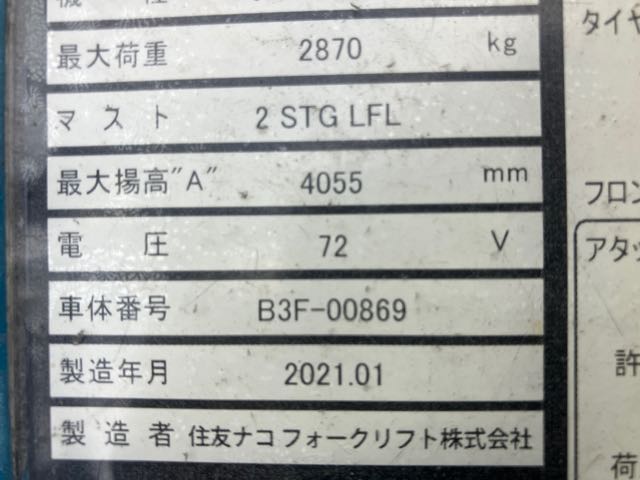 最大荷重 2870 kg
マスト 2 STG LFL
最大揚高"A" 4055 mm
電圧 72 V
車体番号 B3F-00869
製造年月 2021.01
製造者 住友ナコ フォークリフト株式会社
タイヤ
フロン
アタッ
許
荷